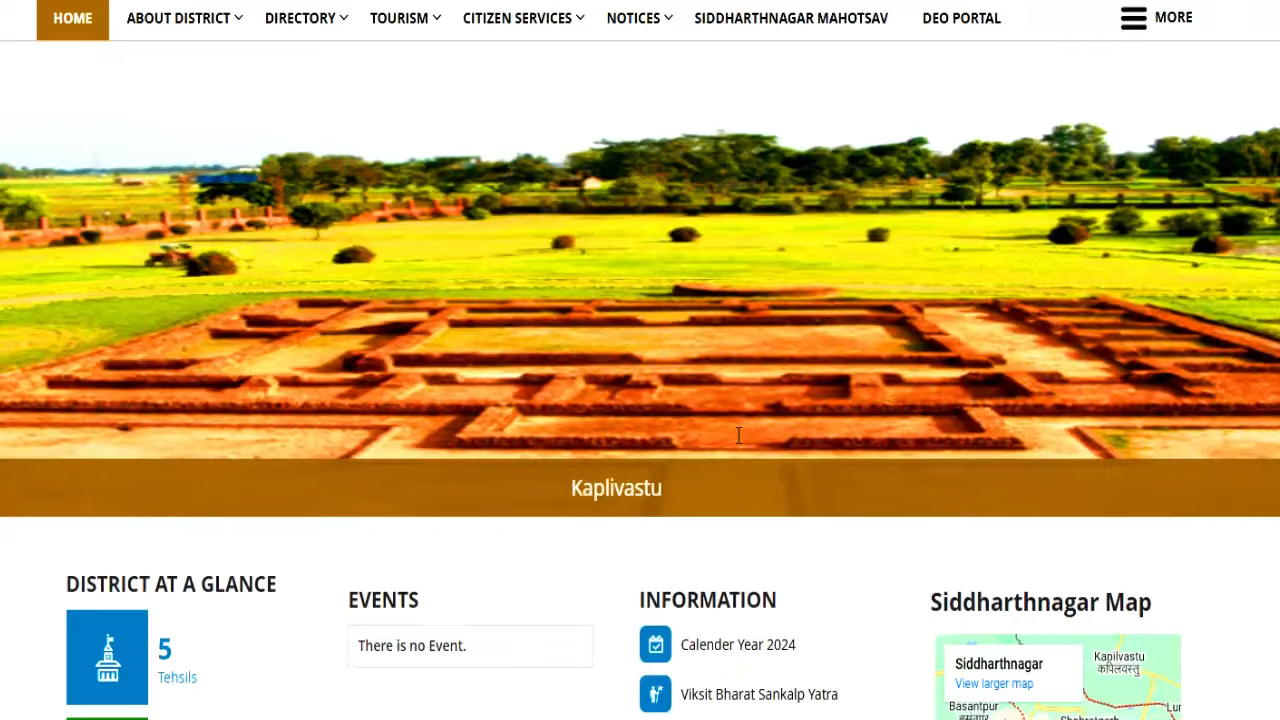 HOME ABOUT DISTRICT DIRECTORY TOURISM CITIZEN SERVICES NOTICES SIDDHARTHNAGAR MAHOTSAV DEO PORTAL MORE
Kaplivastu
DISTRICT AT A GLANCE
5
Tehsils
EVENTS
There is no Event.
INFORMATION
Calender Year 2024
Viksit Bharat Sankalp Yatra
Siddharthnagar Map
Siddharthnagar
View larger map
Kapilvastu
कपिलवस्तु
Basantpur